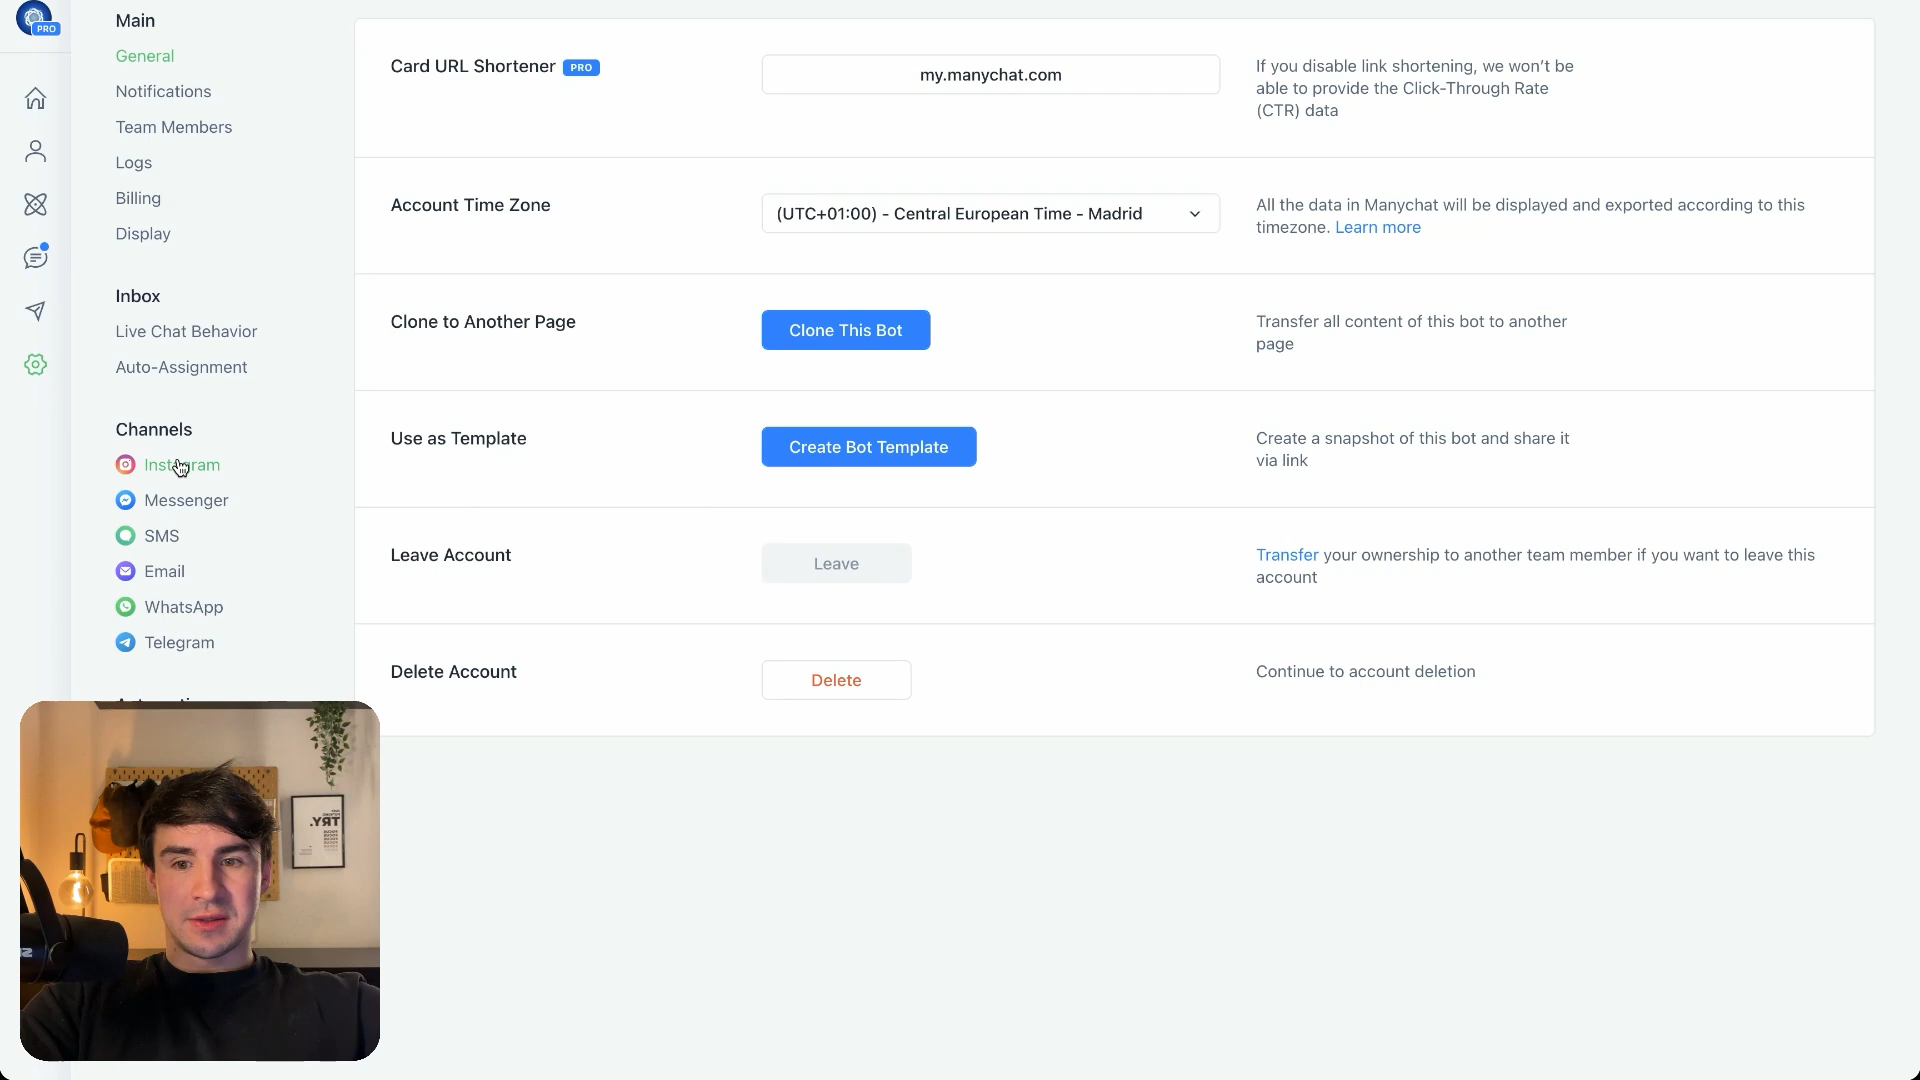 PRO
Main
General
Notifications
Team Members
Logs
Billing
Display
Inbox
Live Chat Behavior
Auto-Assignment
Channels
Instagram
Messenger
SMS
Email
WhatsApp
Telegram
Card URL Shortener PRO
my.manychat.com
If you disable link shortening, we won’t be
able to provide the Click-Through Rate
(CTR) data
Account Time Zone
(UTC+01:00) - Central European Time - Madrid
All the data in Manychat will be displayed and exported according to this
timezone. Learn more
Clone to Another Page
Clone This Bot
Transfer all content of this bot to another
page
Use as Template
Create Bot Template
Create a snapshot of this bot and share it
via link
Leave Account
Leave
Transfer your ownership to another team member if you want to leave this
account
Delete Account
Delete
Continue to account deletion
TRY.